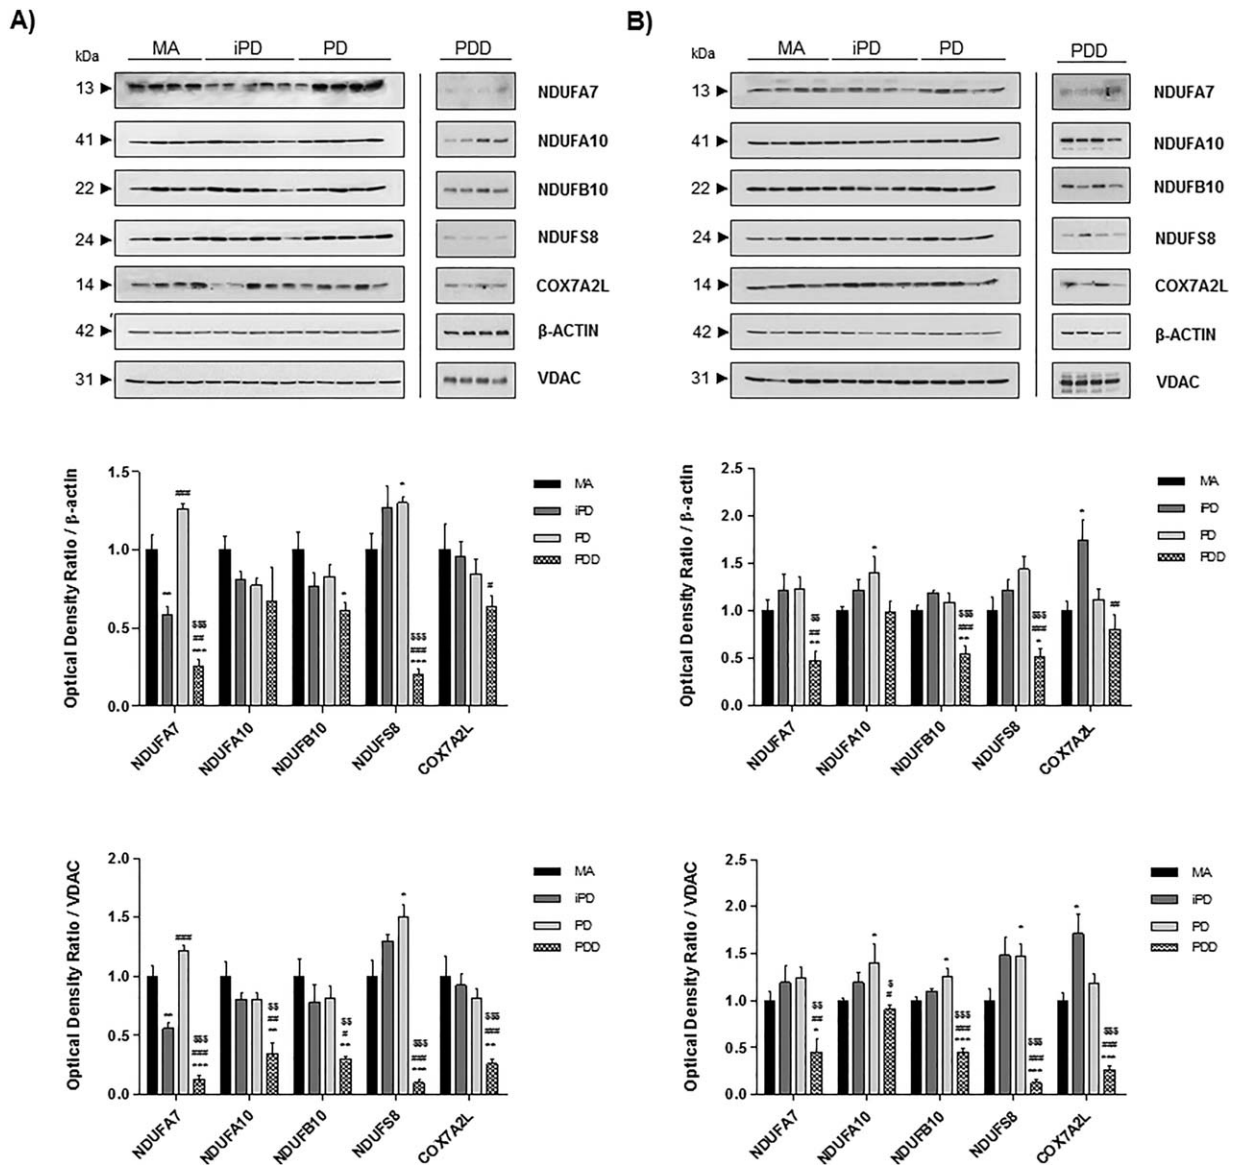 A)
MA iPD PD PDD
kDa
13 NDUFA7
41 NDUFA10
22 NDUFB10
24 NDUFS8
14 COX7A2L
42 β-ACTIN
31 VDAC
B)
MA iPD PD PDD
kDa
13 NDUFA7
41 NDUFA10
22 NDUFB10
24 NDUFS8
14 COX7A2L
42 β-ACTIN
31 VDAC
Optical Density Ratio / β-actin
1.5
1.0
0.5
0.0
** ### $$$ ## ***
* * $$$ ### *** #
NDUFA7 NDUFA10 NDUFB10 NDUFS8 COX7A2L
MA
iPD
PD
PDD
Optical Density Ratio / β-actin
2.5
2.0
1.5
1.0
0.5
0.0
$$ ## ** * $$$ ### ** $$$ ### * * ##
NDUFA7 NDUFA10 NDUFB10 NDUFS8 COX7A2L
MA
iPD
PD
PDD
Optical Density Ratio / VDAC
2.0
1.5
1.0
0.5
0.0
** ### $$$ ### *** $$ ## ** $$ # ** * $$$ ### *** $$$ ### **
NDUFA7 NDUFA10 NDUFB10 NDUFS8 COX7A2L
MA
iPD
PD
PDD
Optical Density Ratio / VDAC
2.5
2.0
1.5
1.0
0.5
0.0
$$ ## * * $ # * $$$ ### *** * $$$ ### *** * $$$ ### ***
NDUFA7 NDUFA10 NDUFB10 NDUFS8 COX7A2L
MA
iPD
PD
PDD